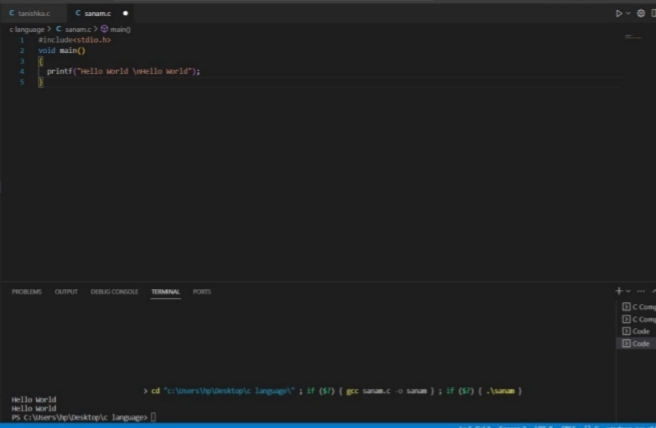 C tanishka.c
C sanam.c
c language > C sanam.c > main()
1 #include<stdio.h>
2 void main()
3 {
4 printf("Hello World \nHello World");
5 }
PROBLEMS OUTPUT DEBUG CONSOLE TERMINAL PORTS
C Comp
C Comp
Code
Code
> cd "c:\Users\hp\Desktop\c language\" ; if ($?) { gcc sanam.c -o sanam } ; if ($?) { .\sanam }
Hello World
Hello World
PS C:\Users\hp\Desktop\c language>